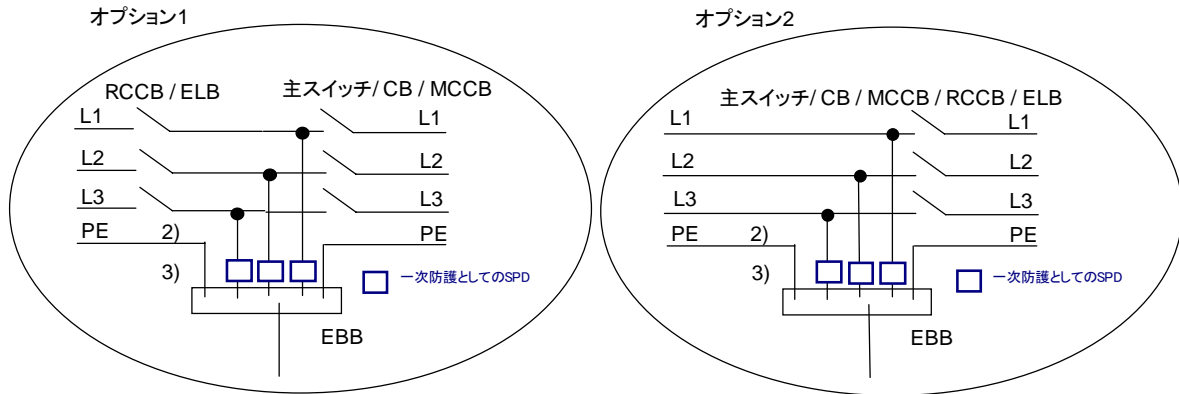 オプション1
RCCB / ELB
主スイッチ/ CB / MCCB
L1
L1
L2
L2
L3
L3
PE
2)
PE
3)
一次防護としてのSPD
EBB
オプション2
主スイッチ/ CB / MCCB / RCCB / ELB
L1
L1
L2
L2
L3
L3
PE
2)
PE
3)
一次防護としてのSPD
EBB